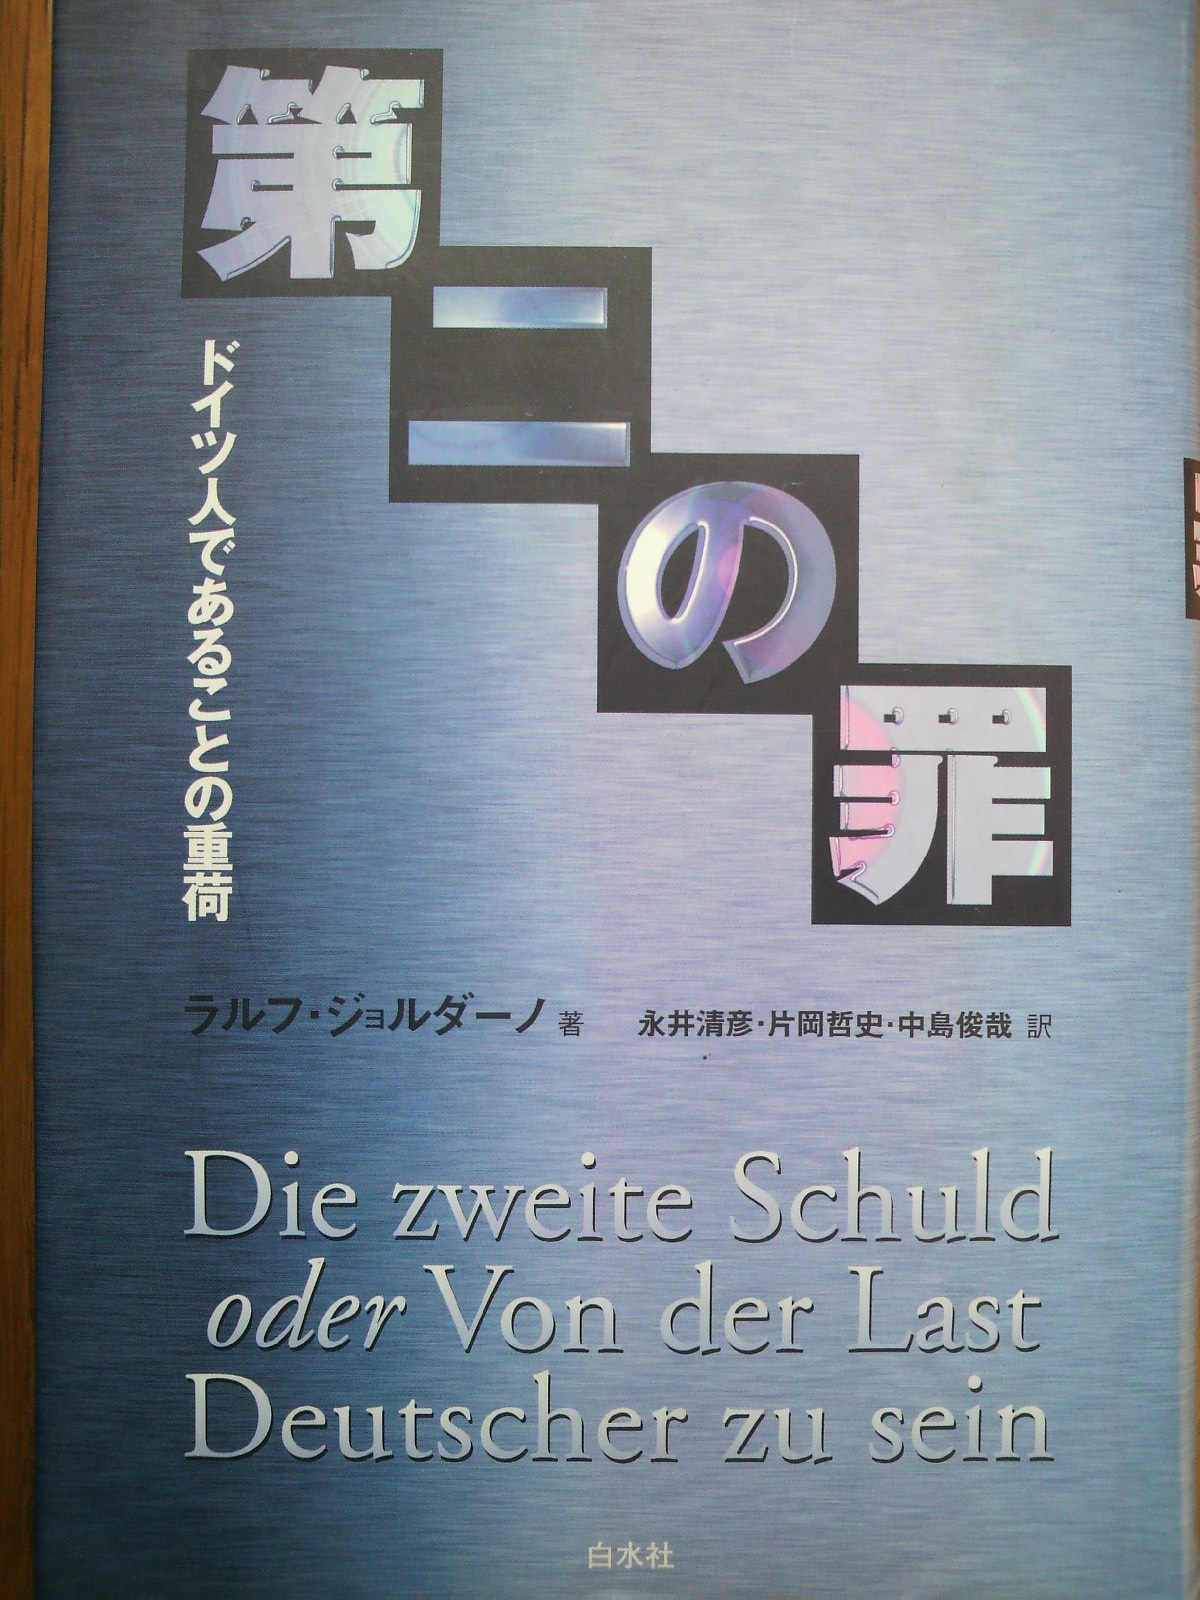 第二の罪
ドイツ人であることの重荷
ラルフ・ジョルダーノ 著
永井清彦・片岡哲史・中島俊哉 訳
Die zweite Schuld
oder Von der Last
Deutscher zu sein
白水社